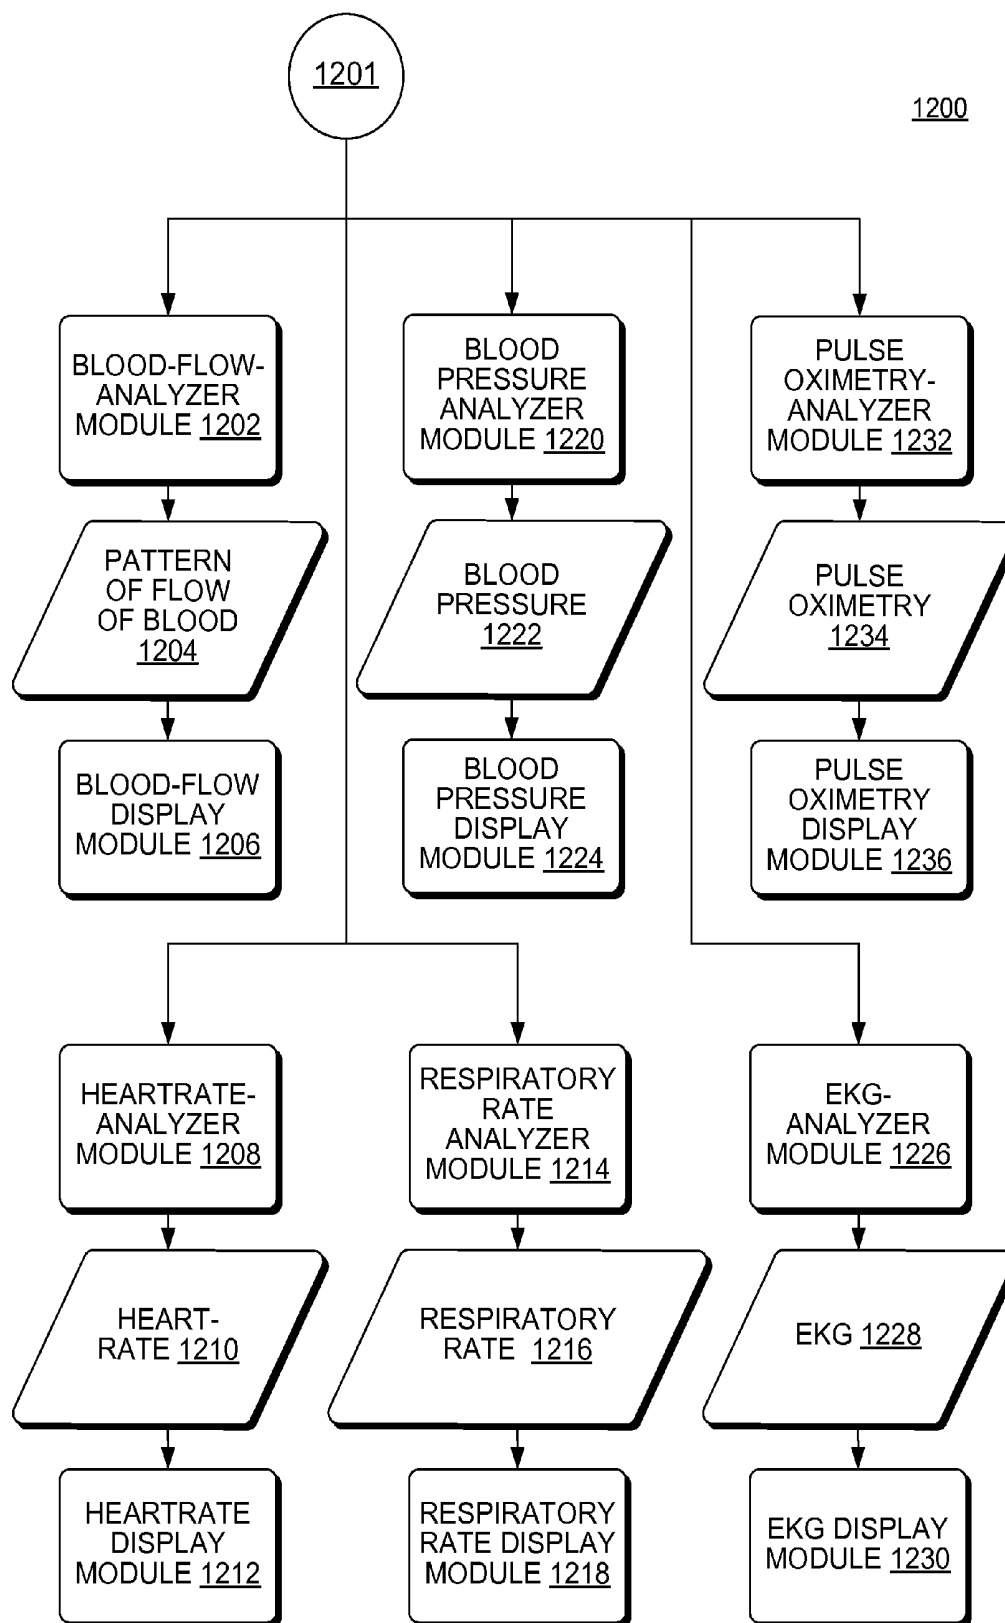 1201
1200
BLOOD-FLOW-
ANALYZER
MODULE 1202
BLOOD
PRESSURE
ANALYZER
MODULE 1220
PULSE
OXIMETRY-
ANALYZER
MODULE 1232
PATTERN
OF FLOW
OF BLOOD
1204
BLOOD
PRESSURE
1222
PULSE
OXIMETRY
1234
BLOOD-FLOW
DISPLAY
MODULE 1206
BLOOD
PRESSURE
DISPLAY
MODULE 1224
PULSE
OXIMETRY
DISPLAY
MODULE 1236
HEARTRATE-
ANALYZER
MODULE 1208
RESPIRATORY
RATE
ANALYZER
MODULE 1214
EKG-
ANALYZER
MODULE 1226
HEART-
RATE 1210
RESPIRATORY
RATE 1216
EKG 1228
HEARTRATE
DISPLAY
MODULE 1212
RESPIRATORY
RATE DISPLAY
MODULE 1218
EKG DISPLAY
MODULE 1230